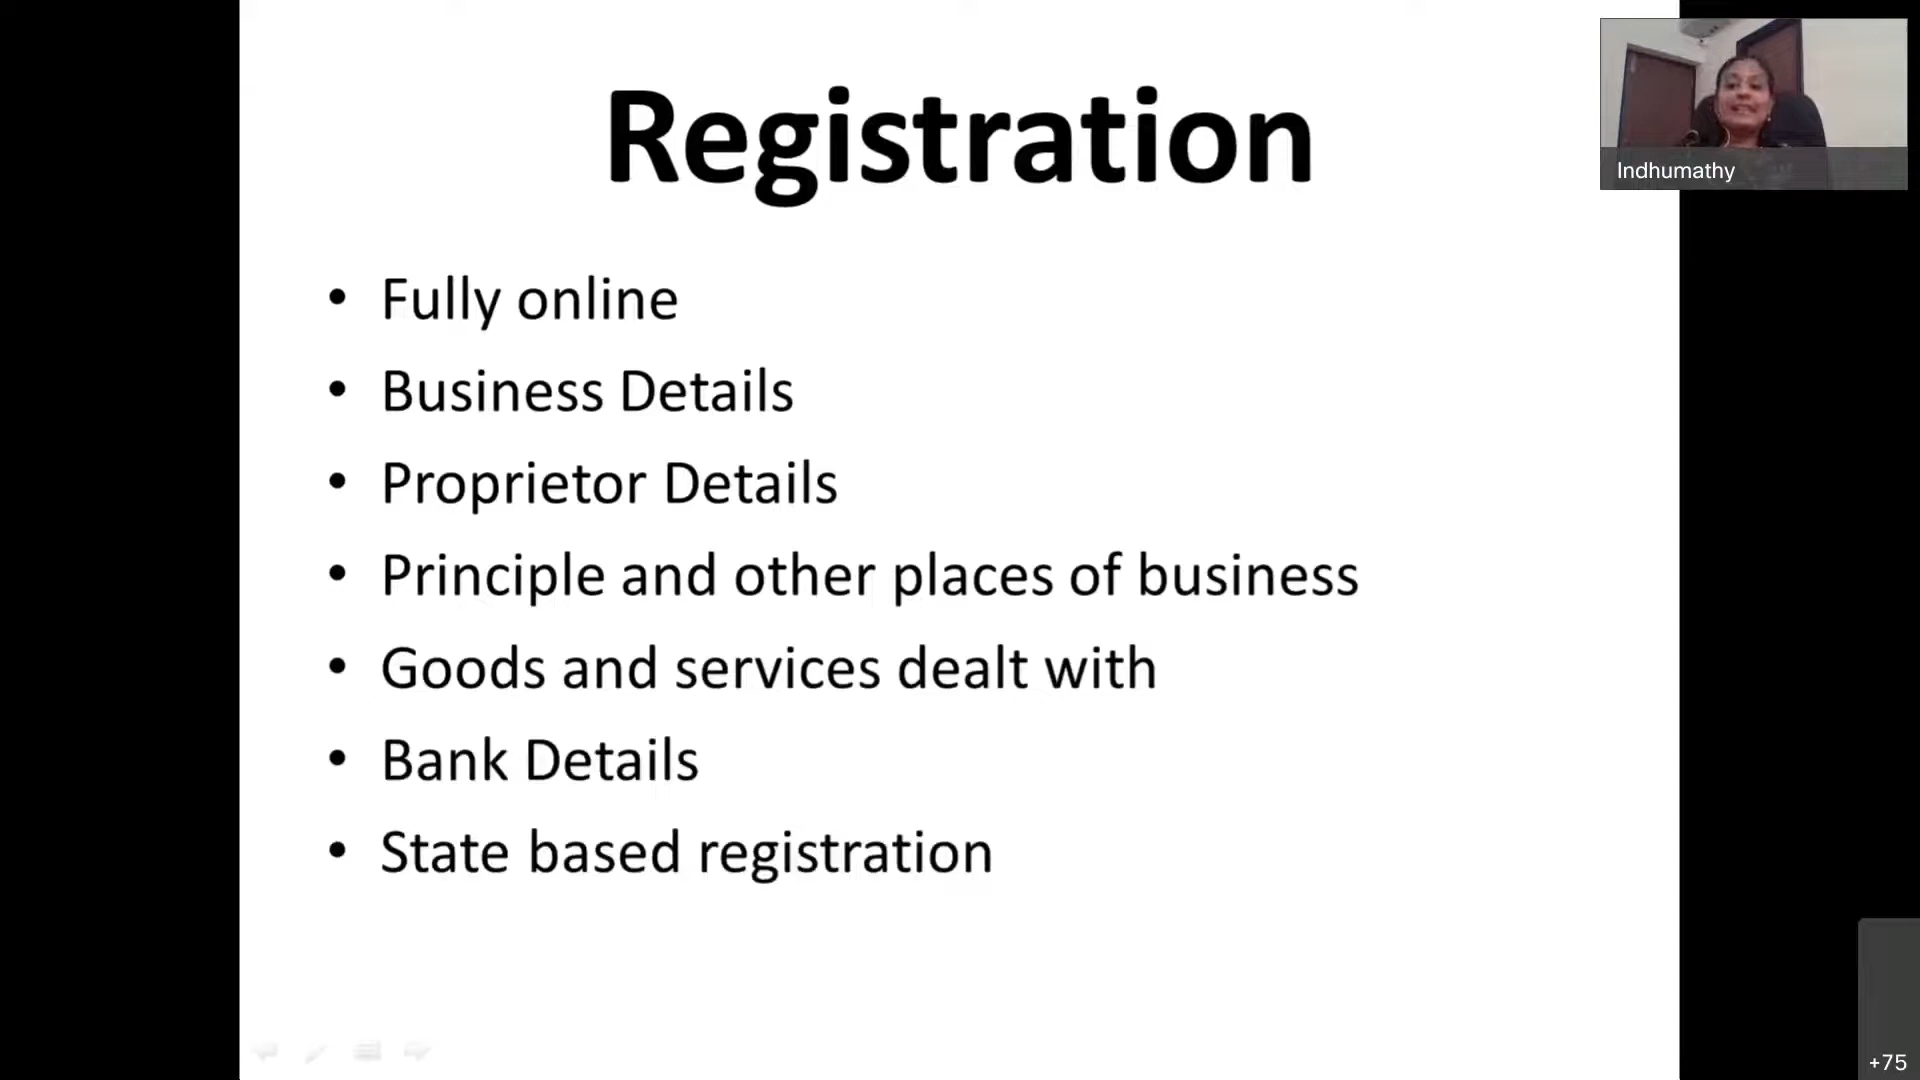 Registration
Indhumathy
• Fully online
• Business Details
• Proprietor Details
• Principle and other places of business
• Goods and services dealt with
• Bank Details
• State based registration
+75